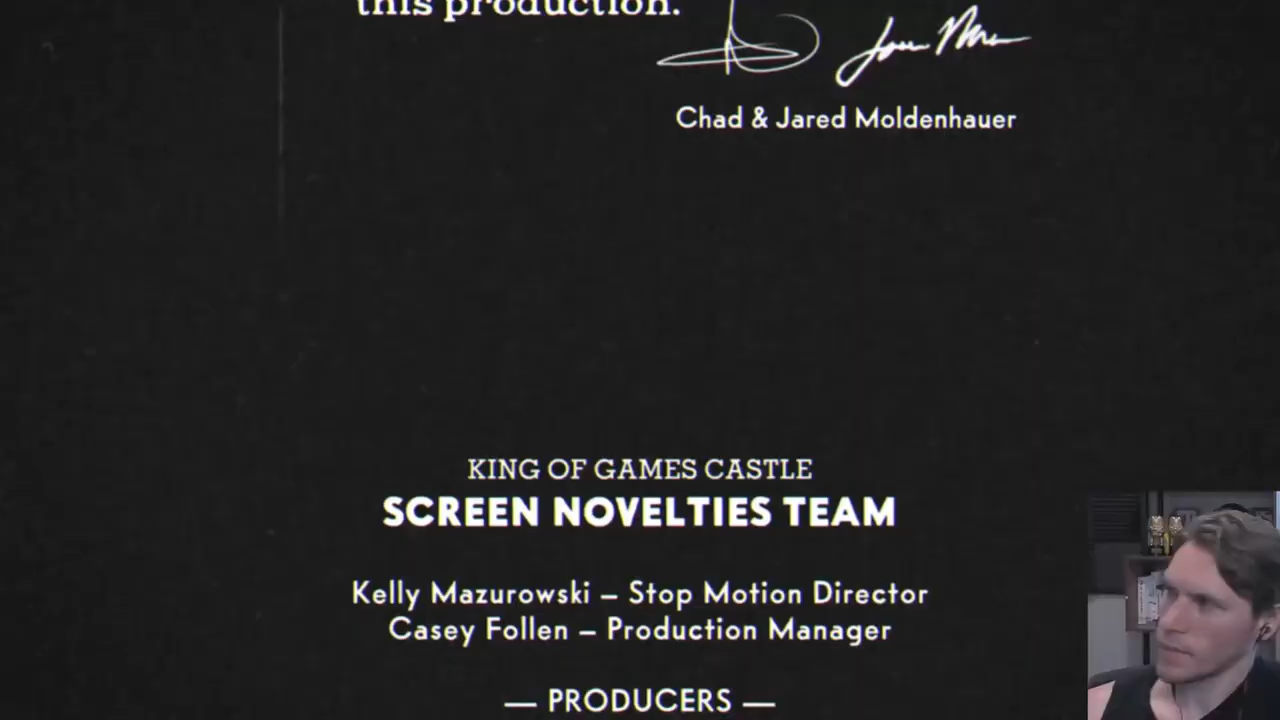 this production.
Chad & Jared Moldenhauer
KING OF GAMES CASTLE
SCREEN NOVELTIES TEAM
Kelly Mazurowski – Stop Motion Director
Casey Follen – Production Manager
— PRODUCERS —